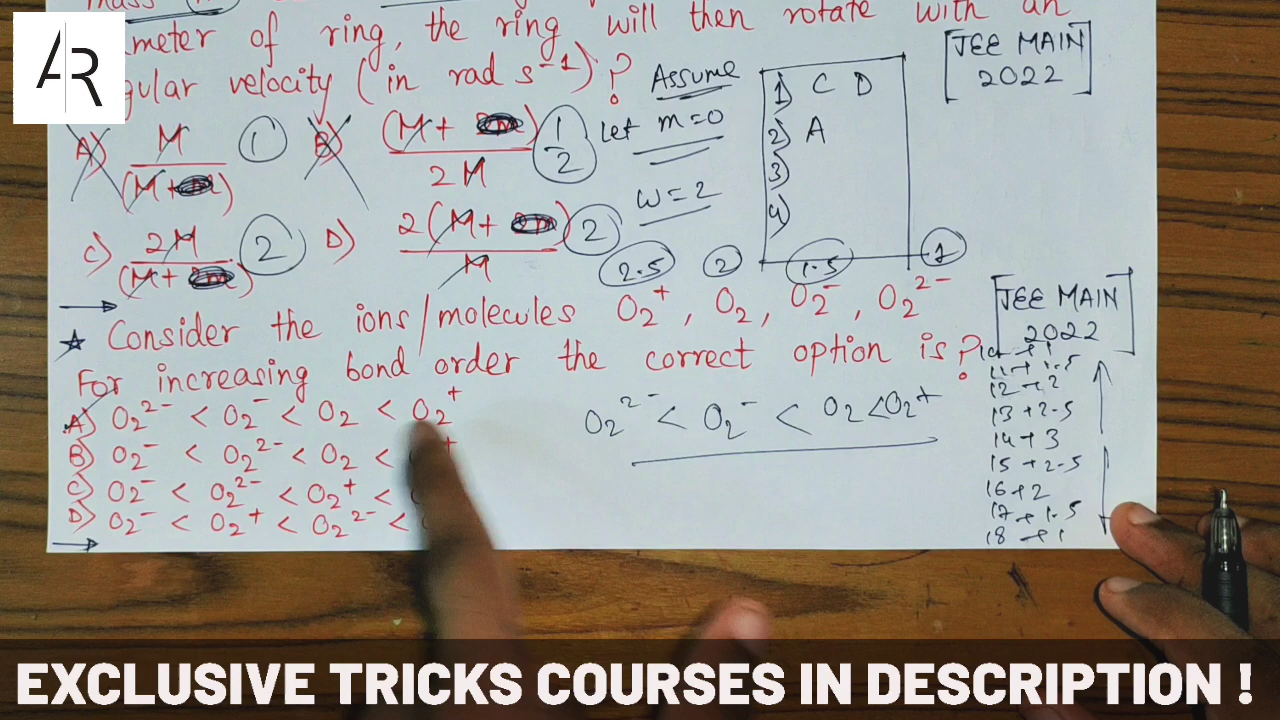 AR
mass
meter of ring, the ring will then rotate with an
gular velocity (in rad s⁻¹)?
Assume
[JEE MAIN
2022]
A) M/(M+ ) ①
B) (M+ )/2M 1/2
Let m=0
ω=2
1) C D
2) A
3)
4)
C) 2M/(M+ ) ②
D) 2(M+ )/M ②
2.5 2 1.5 1
☆ Consider the ions/molecules O₂⁺, O₂, O₂⁻, O₂²⁻
[JEE MAIN
2022]
For increasing bond order the correct option is?
A) O₂²⁻ < O₂⁻ < O₂ < O₂⁺
B) O₂⁻ < O₂²⁻ < O₂ <
C) O₂⁻ < O₂²⁻ < O₂⁺ <
D) O₂⁻ < O₂⁺ < O₂²⁻ <
O₂²⁻ < O₂⁻ < O₂ < O₂⁺
10 → 1
11 → 1.5
12 → 2
13 → 2.5
14 → 3
15 → 2.5
16 → 2
17 → 1.5
18 → 1
EXCLUSIVE TRICKS COURSES IN DESCRIPTION !